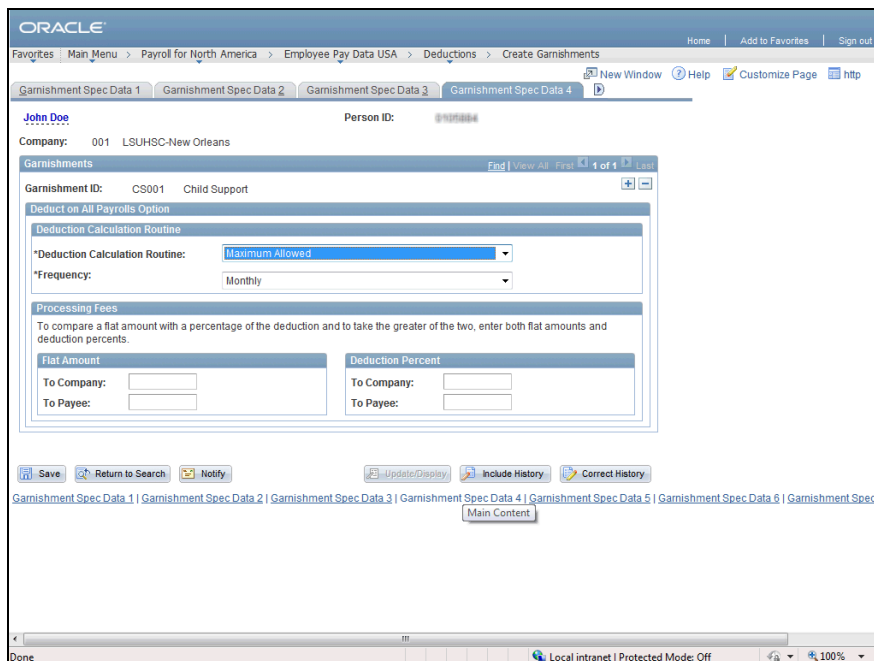 ORACLE
Home | Add to Favorites | Sign out
Favorites Main Menu > Payroll for North America > Employee Pay Data USA > Deductions > Create Garnishments
New Window Help Customize Page http
Garnishment Spec Data 1 Garnishment Spec Data 2 Garnishment Spec Data 3 Garnishment Spec Data 4
John Doe Person ID:
Company: 001 LSUHSC-New Orleans
Garnishments Find | View All First 1 of 1 Last
Garnishment ID: CS001 Child Support
Deduct on All Payrolls Option
Deduction Calculation Routine
*Deduction Calculation Routine: Maximum Allowed
*Frequency: Monthly
Processing Fees
To compare a flat amount with a percentage of the deduction and to take the greater of the two, enter both flat amounts and
deduction percents.
Flat Amount Deduction Percent
To Company: To Company:
To Payee: To Payee:
Save Return to Search Notify Update/Display Include History Correct History
Garnishment Spec Data 1 | Garnishment Spec Data 2 | Garnishment Spec Data 3 | Garnishment Spec Data 4 | Garnishment Spec Data 5 | Garnishment Spec Data 6 | Garnishment Spec
Main Content
Done Local intranet | Protected Mode: Off 100%